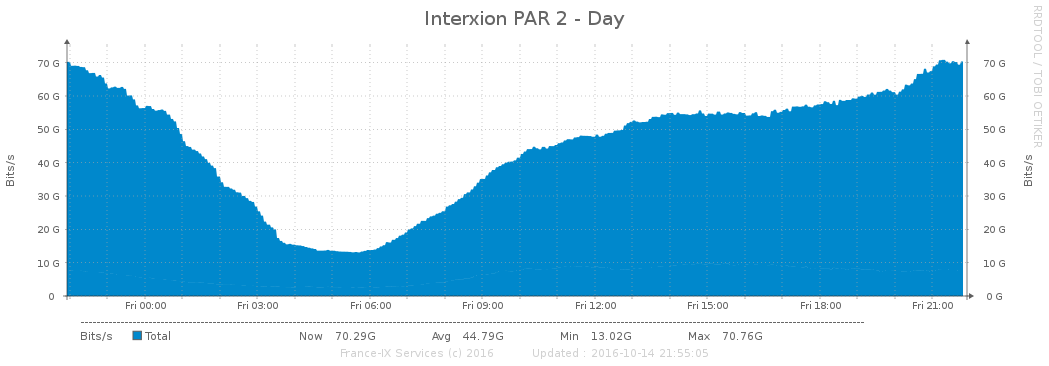 Interxion PAR 2 - Day
RRDTOOL / TOBI OETIKER
Bits/s
70 G
60 G
50 G
40 G
30 G
20 G
10 G
0
70 G
60 G
50 G
40 G
30 G
20 G
10 G
0 G
Bits/s
Fri 00:00 Fri 03:00 Fri 06:00 Fri 09:00 Fri 12:00 Fri 15:00 Fri 18:00 Fri 21:00
Bits/s Total Now 70.29G Avg 44.79G Min 13.02G Max 70.76G
France-IX Services (c) 2016 Updated : 2016-10-14 21:55:05